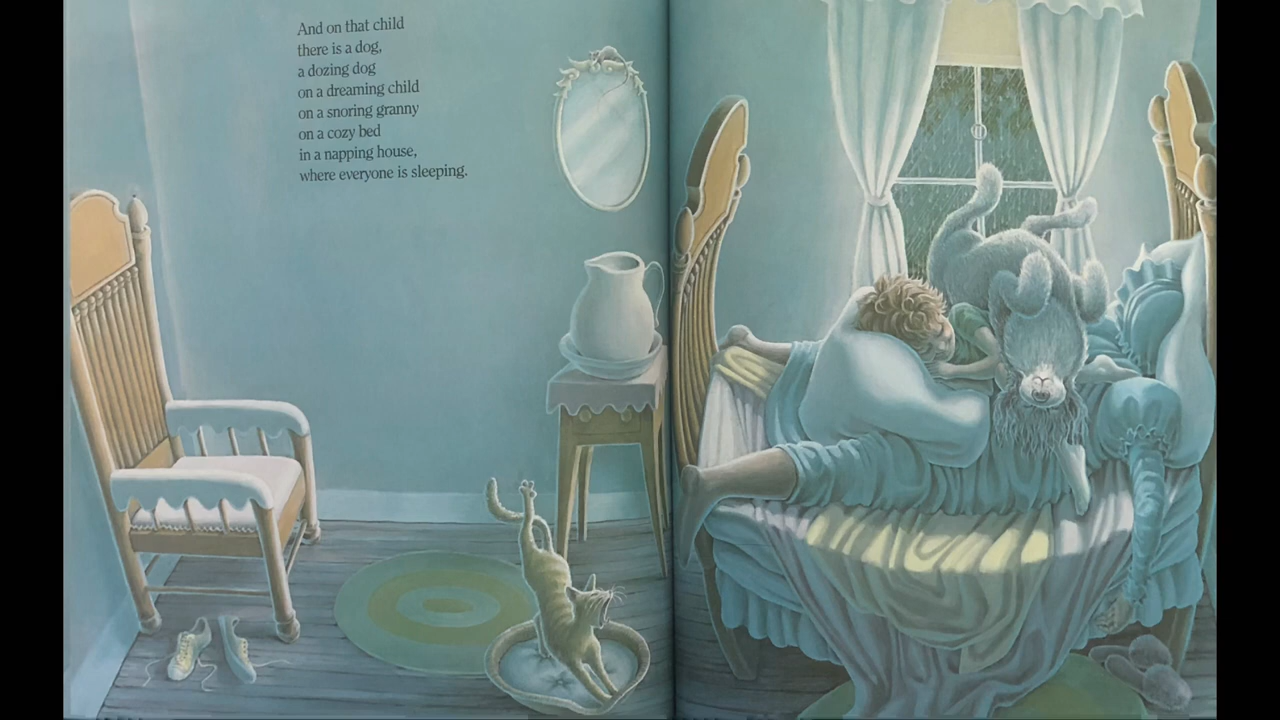 And on that child
there is a dog,
a dozing dog
on a dreaming child
on a snoring granny
on a cozy bed
in a napping house,
where everyone is sleeping.